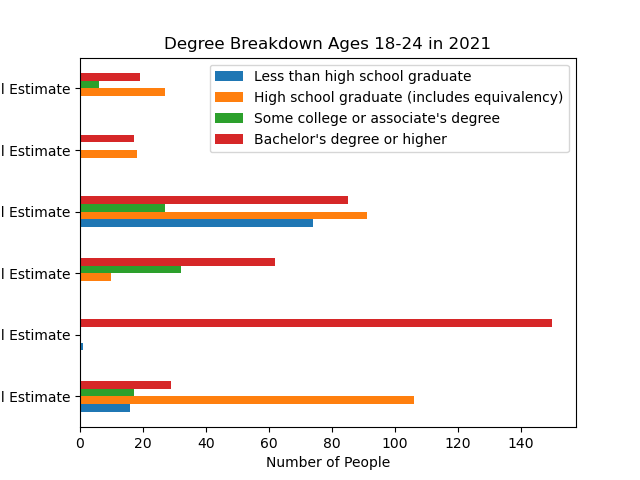 Degree Breakdown Ages 18-24 in 2021
Less than high school graduate
High school graduate (includes equivalency)
Some college or associate's degree
Bachelor's degree or higher
l Estimate
l Estimate
l Estimate
l Estimate
l Estimate
l Estimate
0 20 40 60 80 100 120 140
Number of People